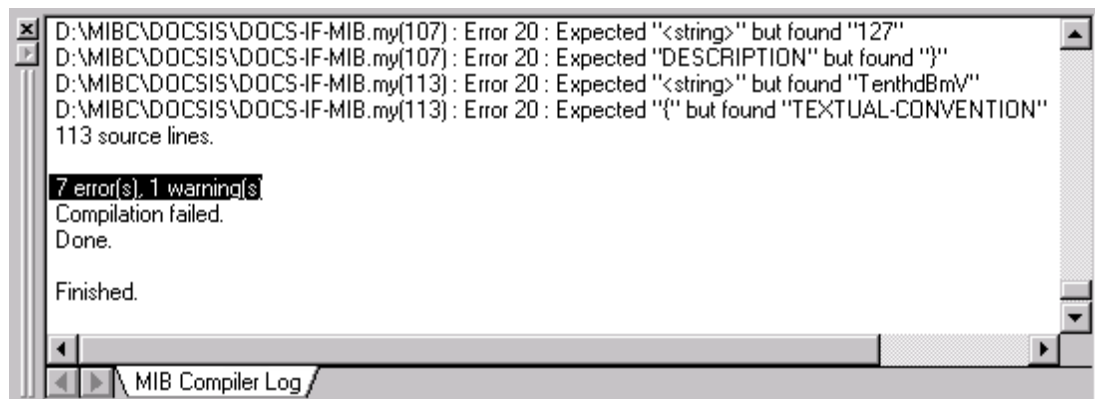 D:\MIBC\DOCSIS\DOCS-IF-MIB.my(107) : Error 20 : Expected "<string>" but found "127"
D:\MIBC\DOCSIS\DOCS-IF-MIB.my(107) : Error 20 : Expected "DESCRIPTION" but found "}"
D:\MIBC\DOCSIS\DOCS-IF-MIB.my(113) : Error 20 : Expected "<string>" but found "TenthdBmV"
D:\MIBC\DOCSIS\DOCS-IF-MIB.my(113) : Error 20 : Expected "{" but found "TEXTUAL-CONVENTION"
113 source lines.
7 error(s), 1 warning(s)
Compilation failed.
Done.
Finished.
MIB Compiler Log